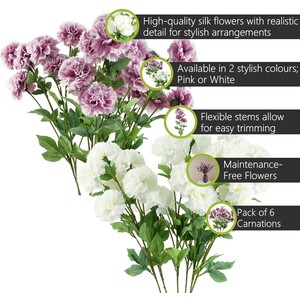 High-quality silk flowers with realistic
detail for stylish arrangements
Available in 2 stylish colours;
Pink or White
Flexible stems allow
for easy trimming
Maintenance-
Free Flowers
Pack of 6
Carnations